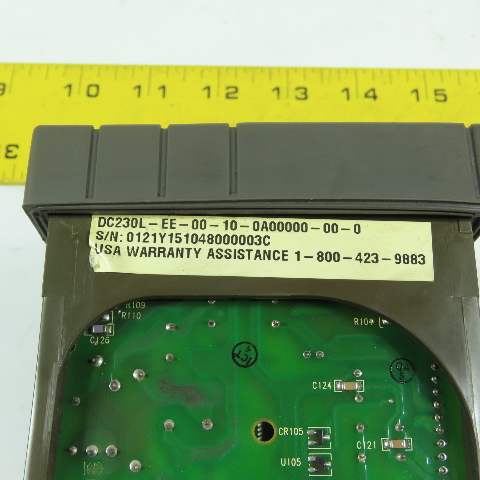 9 10 11 12 13 14 15
3
DC230L-EE-00-10-0A00000-00-0
S/N: 0121Y151048000003C
USA WARRANTY ASSISTANCE 1-800-423-9883
R109
R110
R104
C126
C124
CR105
C121
U105